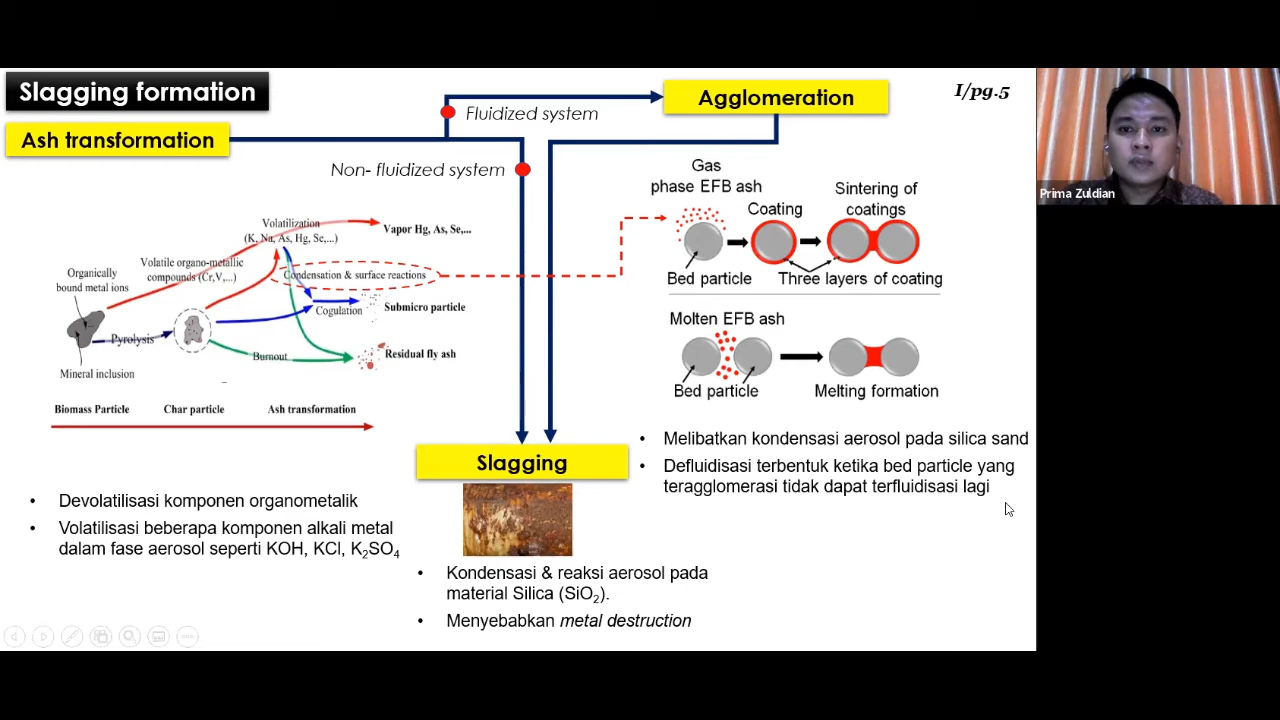 Slagging formation
Ash transformation
Fluidized system
Non- fluidized system
Agglomeration
I/pg.5
Prima Zuldian
Volatilization
(K, Na, As, Hg, Se,...)
Vapor Hg, As, Se,...
Volatile organo-metallic
compounds (Cr,V,...)
Condensation & surface reactions
Organically
bound metal ions
Cogulation
Submicro particle
Pyrolysis
Burnout
Residual fly ash
Mineral inclusion
Biomass Particle
Char particle
Ash transformation
Gas
phase EFB ash
Coating
Sintering of
coatings
Bed particle
Three layers of coating
Molten EFB ash
Bed particle
Melting formation
• Melibatkan kondensasi aerosol pada silica sand
• Defluidisasi terbentuk ketika bed particle yang
teragglomerasi tidak dapat terfluidisasi lagi
Slagging
• Devolatilisasi komponen organometalik
• Volatilisasi beberapa komponen alkali metal
dalam fase aerosol seperti KOH, KCl, K₂SO₄
• Kondensasi & reaksi aerosol pada
material Silica (SiO₂).
• Menyebabkan metal destruction